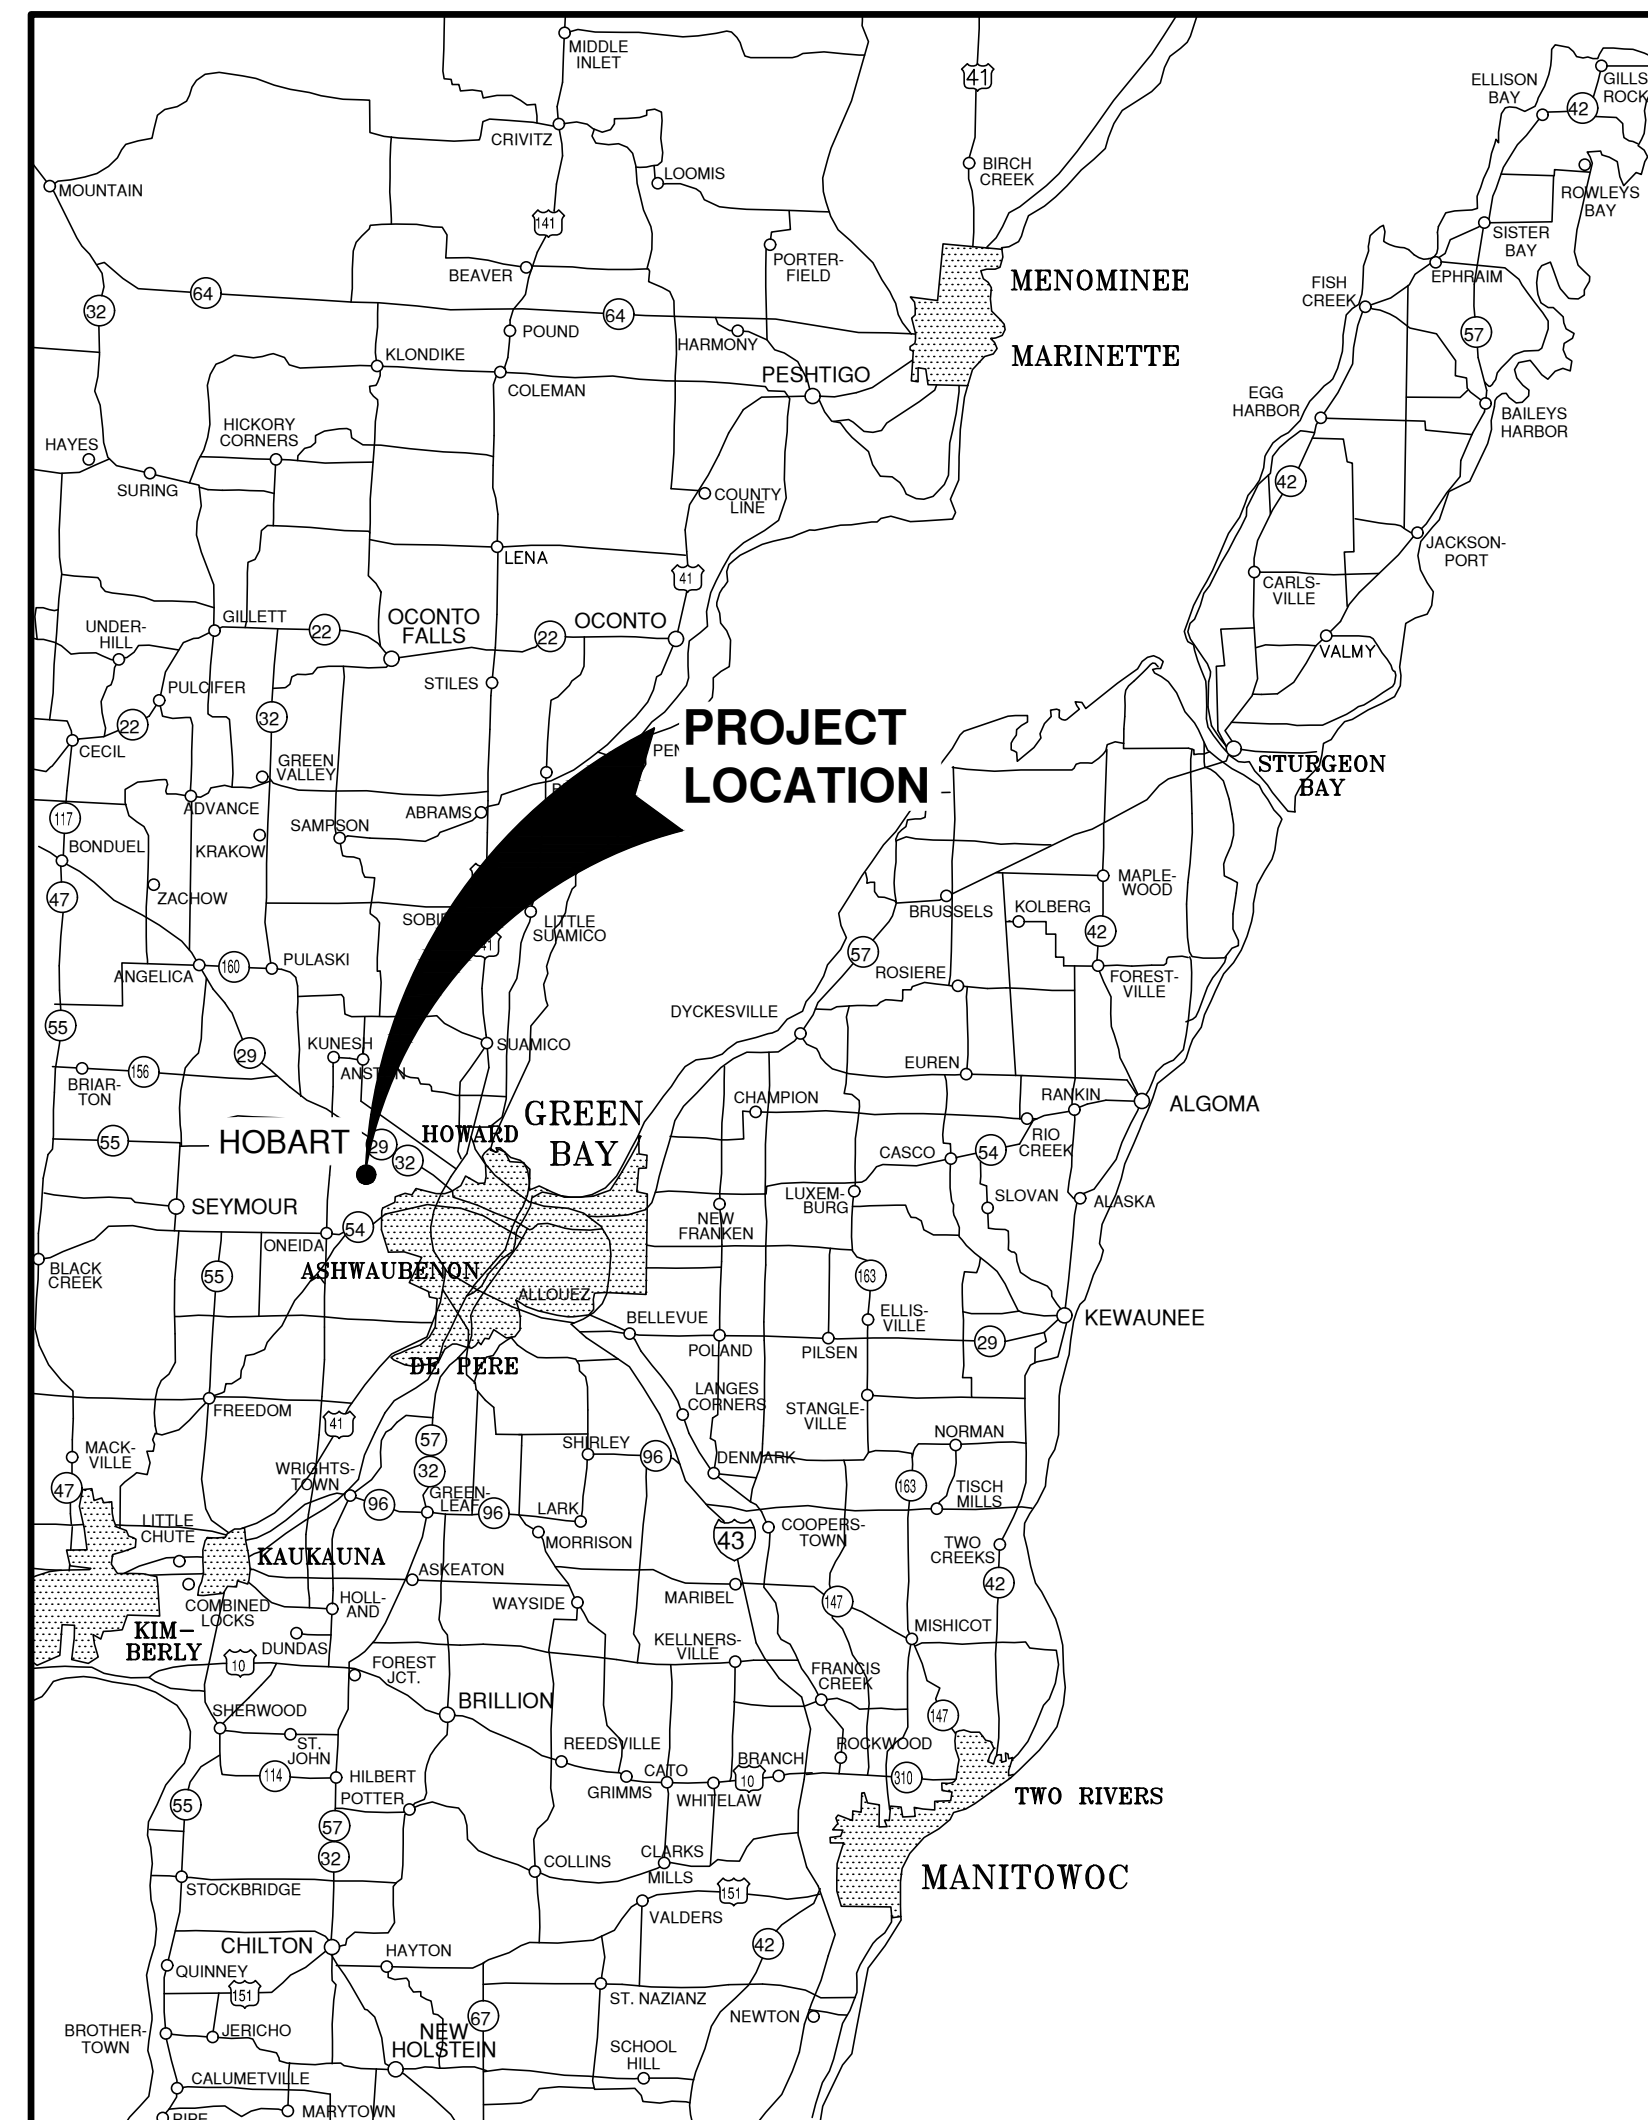 MIDDLE
INLET
41
ELLISON
BAY
GILLS
ROCK
42
CRIVITZ
LOOMIS
BIRCH
CREEK
MOUNTAIN
ROWLEYS
BAY
141
SISTER
BAY
PORTER-
FIELD
BEAVER
MENOMINEE
EPHRAIM
FISH
CREEK
64
32
64
POUND
HARMONY
57
KLONDIKE
MARINETTE
PESHTIGO
COLEMAN
EGG
HARBOR
BAILEYS
HARBOR
HICKORY
CORNERS
HAYES
SURING
42
COUNTY
LINE
LENA
JACKSON-
PORT
41
CARLS-
VILLE
GILLETT
22
OCONTO
FALLS
22
OCONTO
UNDER-
HILL
VALMY
STILES
PULCIFER
22
32
CECIL
PROJECT
LOCATION
GREEN
VALLEY
STURGEON
BAY
ADVANCE
ABRAMS
117
SAMPSON
BONDUEL
KRAKOW
MAPLE-
WOOD
47
ZACHOW
BRUSSELS
KOLBERG
LITTLE
SUAMICO
42
57
ANGELICA
160
PULASKI
ROSIERE
FOREST-
VILLE
DYCKESVILLE
55
29
KUNESH
SUAMICO
EUREN
BRIAR-
TON
156
CHAMPION
RANKIN
ALGOMA
GREEN
BAY
HOWARD
55
HOBART
29
32
RIO
CREEK
CASCO
54
SEYMOUR
LUXEM-
BURG
SLOVAN
ALASKA
54
NEW
FRANKEN
ONEIDA
BLACK
CREEK
55
ASHWAUBENON
163
ALLOUEZ
ELLIS-
VILLE
KEWAUNEE
BELLEVUE
POLAND
PILSEN
29
DE PERE
LANGES
CORNERS
FREEDOM
STANGLE-
VILLE
41
NORMAN
57
MACK-
VILLE
SHIRLEY
96
DENMARK
WRIGHTS-
TOWN
32
163
TISCH
MILLS
47
96
GREEN-
LEAF
96
LARK
LITTLE
CHUTE
COOPERS-
TOWN
43
MORRISON
TWO
CREEKS
KAUKAUNA
ASKEATON
42
COMBINED
LOCKS
HOLL-
AND
WAYSIDE
MARIBEL
147
KIM-
BERLY
DUNDAS
MISHICOT
KELLNERS-
VILLE
10
FOREST
JCT.
FRANCIS
CREEK
BRILLION
SHERWOOD
147
ST.
JOHN
REEDSVILLE
ROCKWOOD
BRANCH
114
HILBERT
CATO
10
310
GRIMMS
WHITELAW
TWO RIVERS
POTTER
55
57
32
CLARKS
MILLS
COLLINS
MANITOWOC
STOCKBRIDGE
151
VALDERS
CHILTON
HAYTON
42
QUINNEY
151
ST. NAZIANZ
67
NEWTON
BROTHER-
TOWN
JERICHO
NEW
HOLSTEIN
SCHOOL
HILL
CALUMETVILLE
MARYTOWN